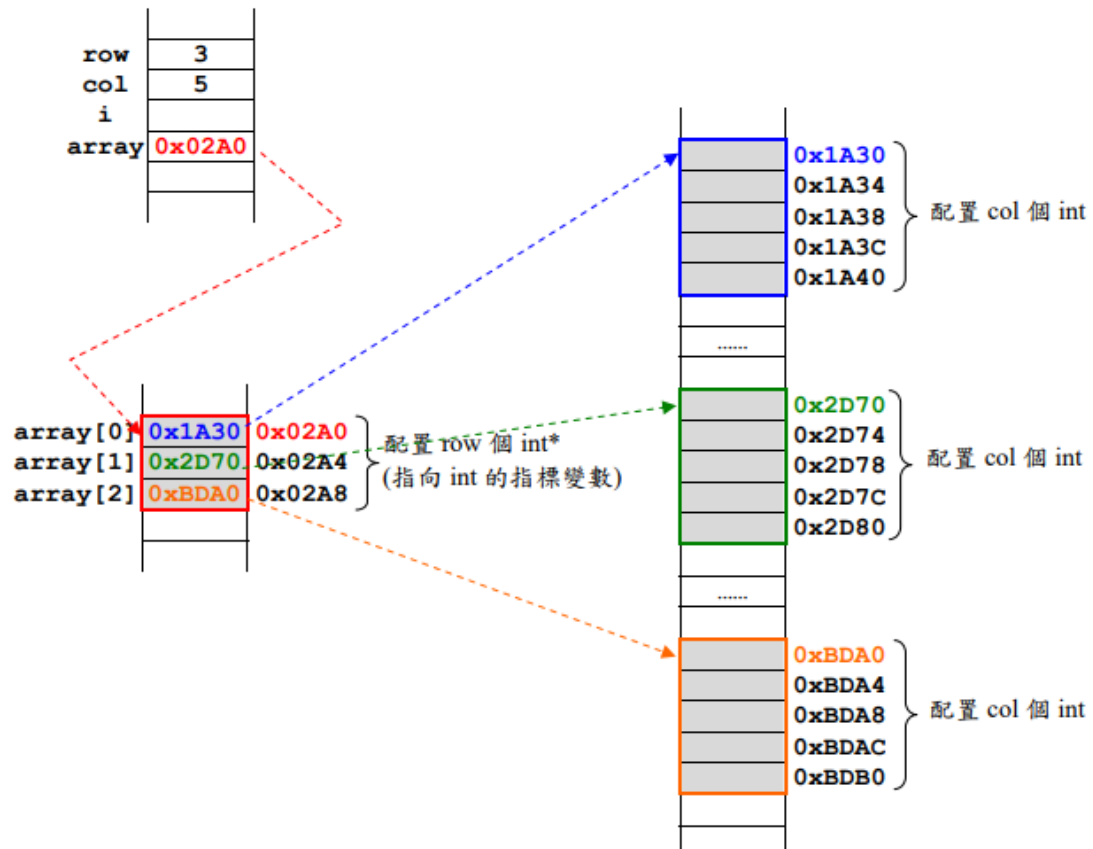 row 3
col 5
i
array 0x02A0
0x1A30
0x1A34
0x1A38
0x1A3C
0x1A40
配置 col 個 int
......
array[0] 0x1A30 0x02A0
array[1] 0x2D70 0x02A4
array[2] 0xBDA0 0x02A8
配置 row 個 int*
(指向 int 的指標變數)
0x2D70
0x2D74
0x2D78
0x2D7C
0x2D80
配置 col 個 int
......
0xBDA0
0xBDA4
0xBDA8
0xBDAC
0xBDB0
配置 col 個 int